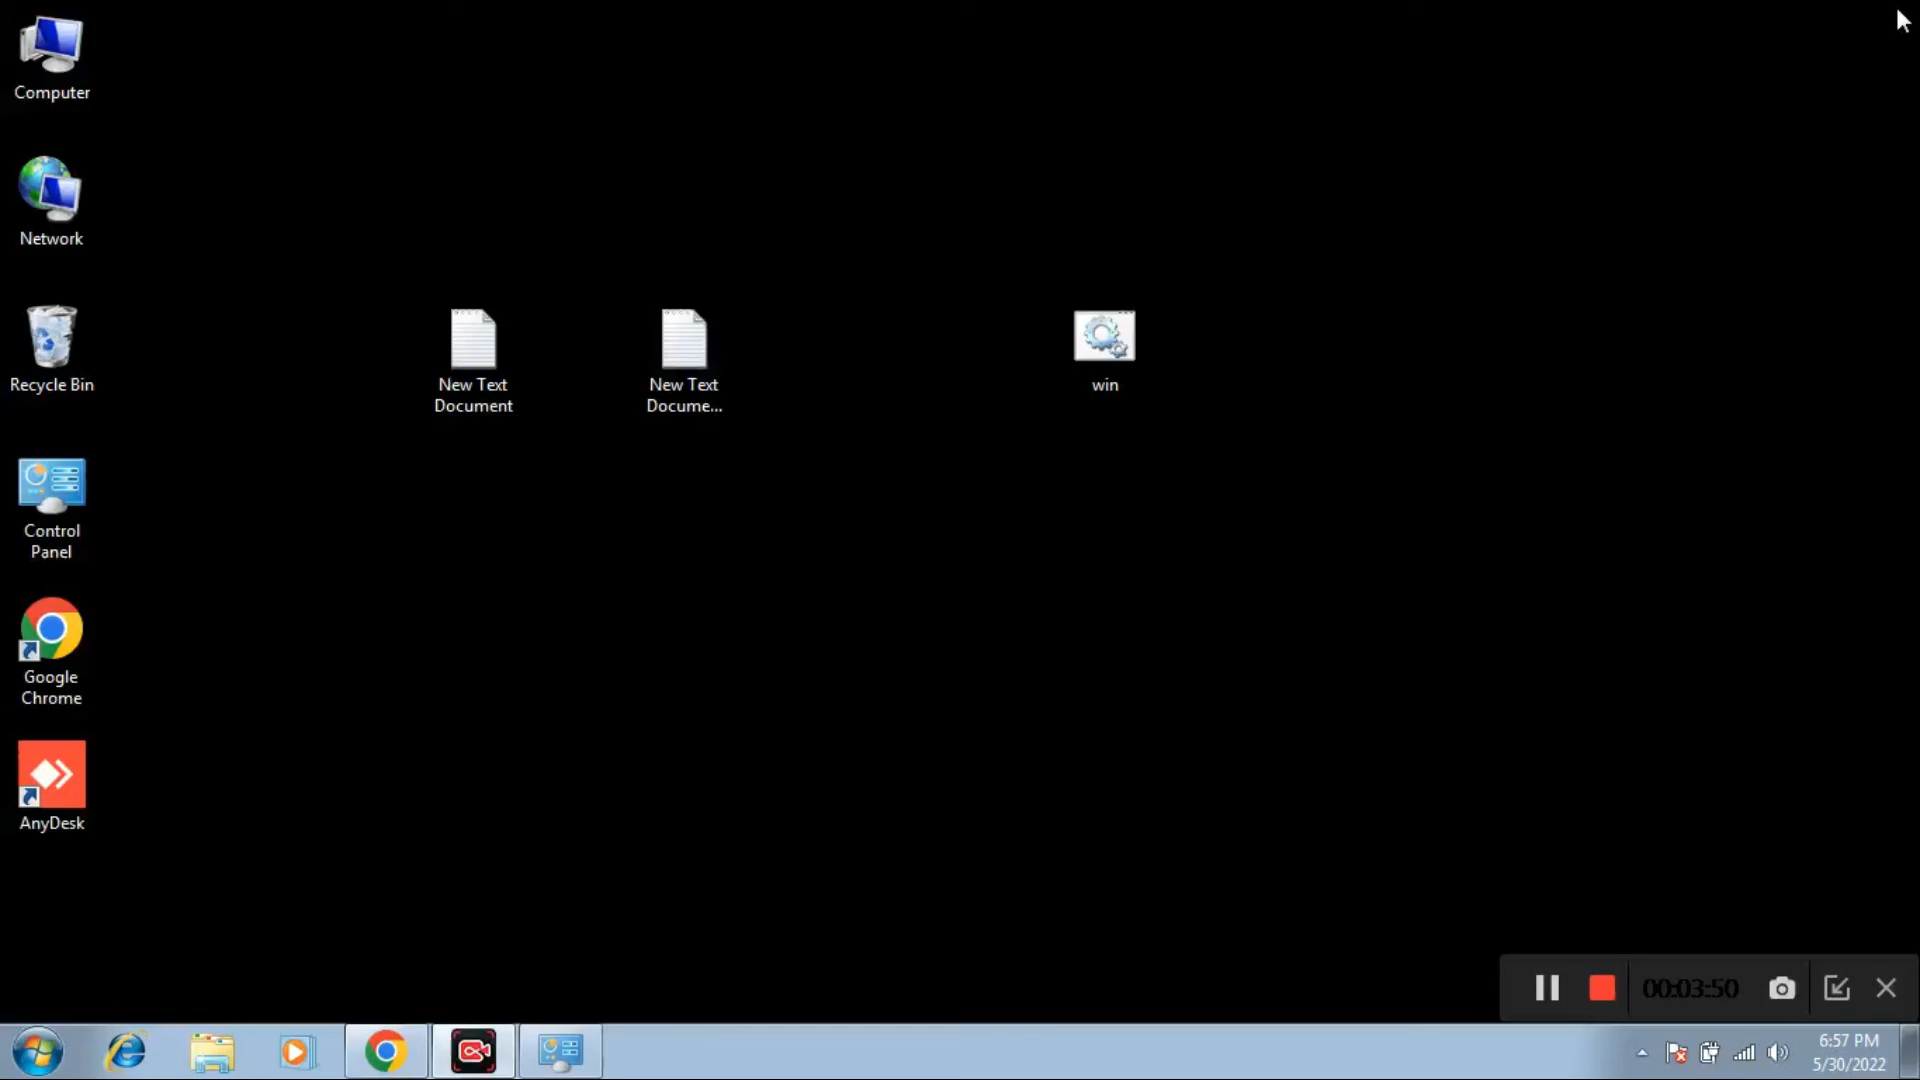 Computer
Network
Recycle Bin
New Text
Document
New Text
Docume...
win
Control
Panel
Google
Chrome
AnyDesk
00:03:50
6:57 PM
5/30/2022